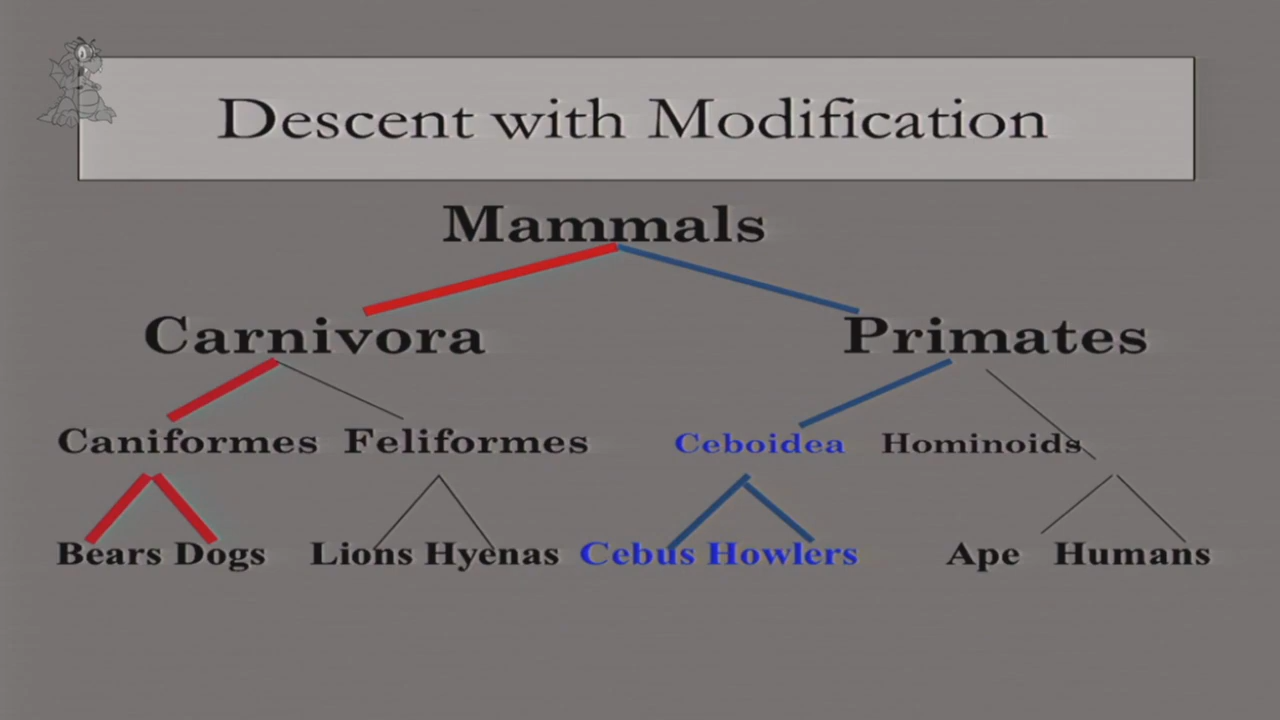 Descent with Modification
Mammals
Carnivora Primates
Caniformes Feliformes Ceboidea Hominoids
Bears Dogs Lions Hyenas Cebus Howlers Ape Humans